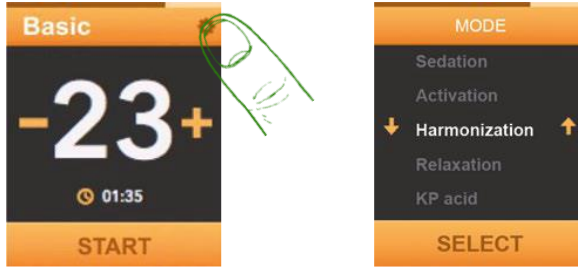 Basic
-23+
01:35
START
MODE
Sedation
Activation
Harmonization
Relaxation
KP acid
SELECT